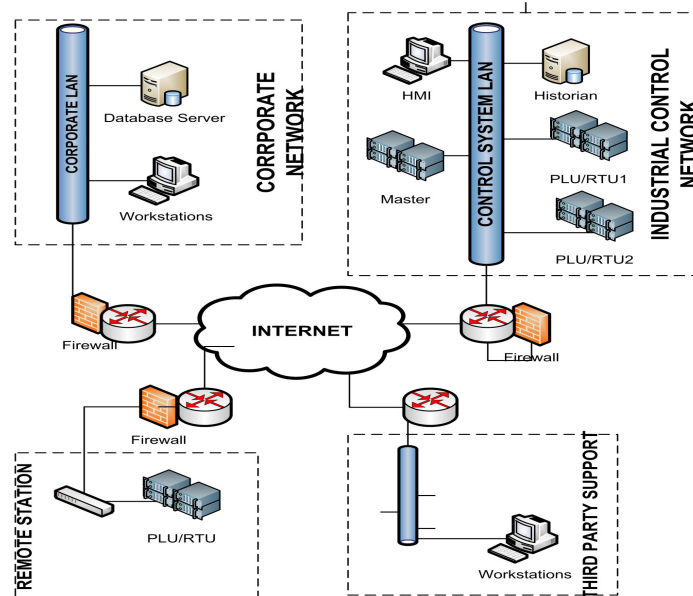 CORPORATE LAN
Database Server
Workstations
CORRPORATE
NETWORK
Firewall
HMI
Master
CONTROL SYSTEM LAN
Historian
PLU/RTU1
PLU/RTU2
INDUSTRIAL CONTROL
NETWORK
Firewall
INTERNET
Firewall
REMOTE STATION
PLU/RTU
Workstations
THIRD PARTY SUPPORT